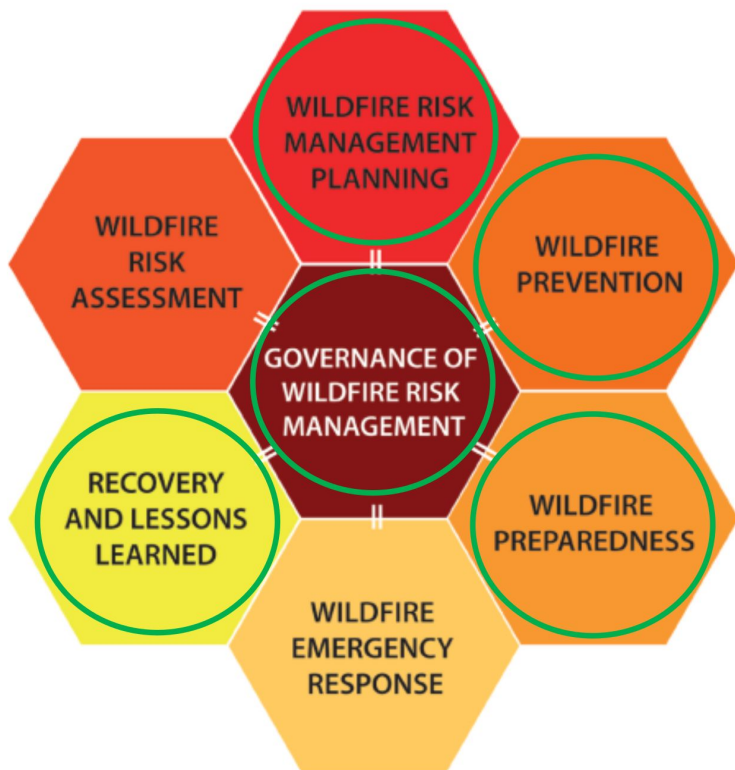 WILDFIRE RISK
MANAGEMENT
PLANNING
WILDFIRE
RISK
ASSESSMENT
WILDFIRE
PREVENTION
GOVERNANCE OF
WILDFIRE RISK
MANAGEMENT
RECOVERY
AND LESSONS
LEARNED
WILDFIRE
PREPAREDNESS
WILDFIRE
EMERGENCY
RESPONSE